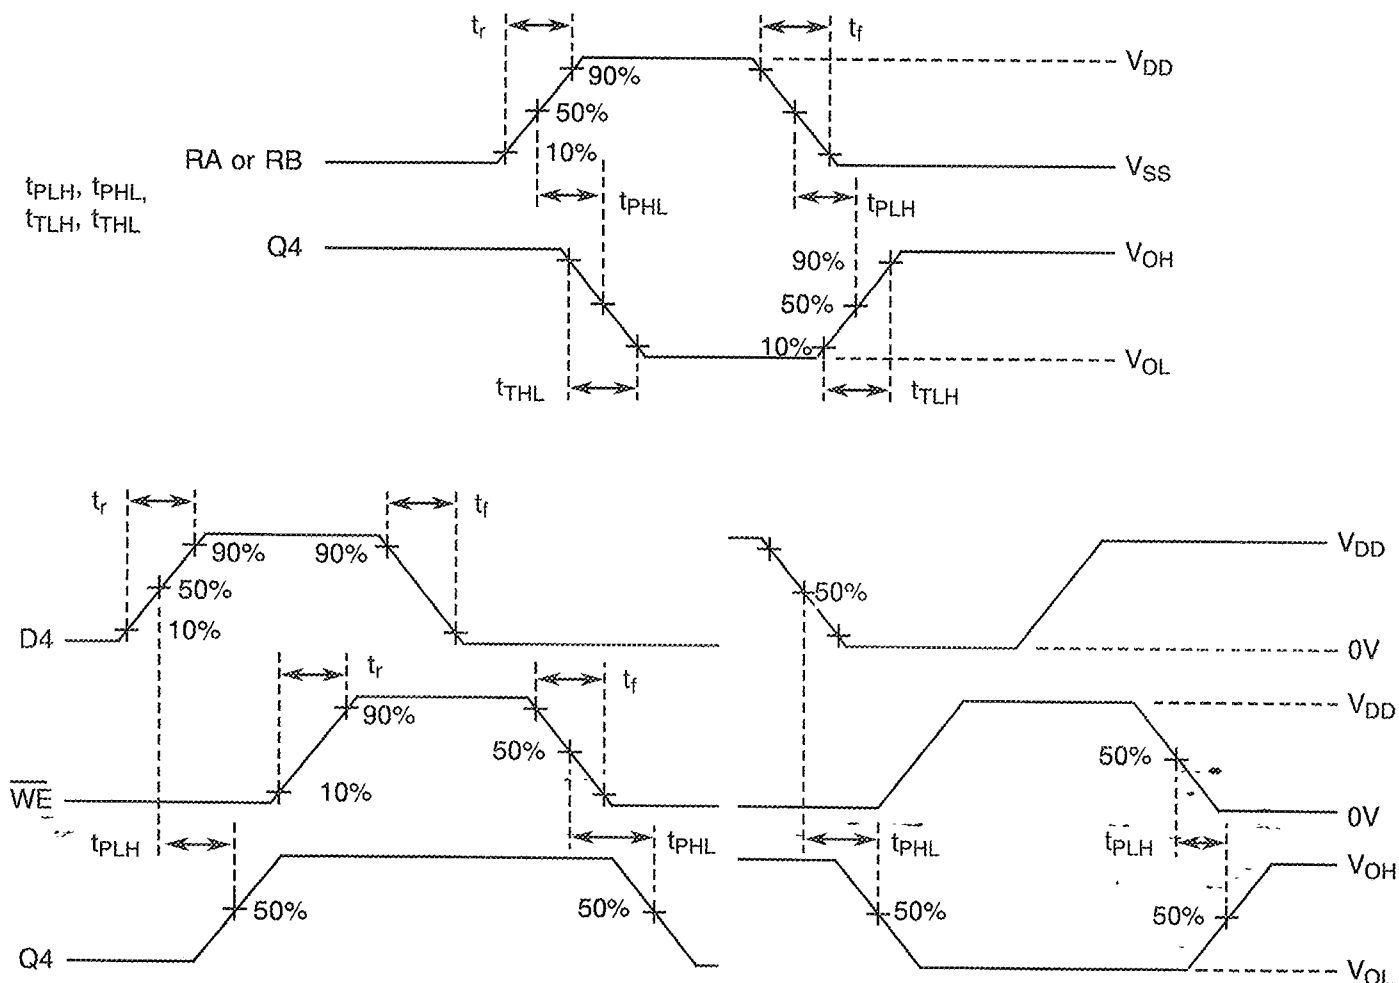 tr
tf
VDD
90%
50%
RA or RB
10%
VSS
tPLH, tPHL,
tTLH, tTHL
tPHL
tPLH
Q4
90%
VOH
50%
10%
VOL
tTHL
tTLH
tr
tf
90%
90%
VDD
50%
50%
D4
10%
0V
tr
tf
VDD
90%
50%
50%
WE
10%
0V
tPLH
tPHL
tPHL
tPLH
VOH
50%
50%
50%
50%
Q4
VOL